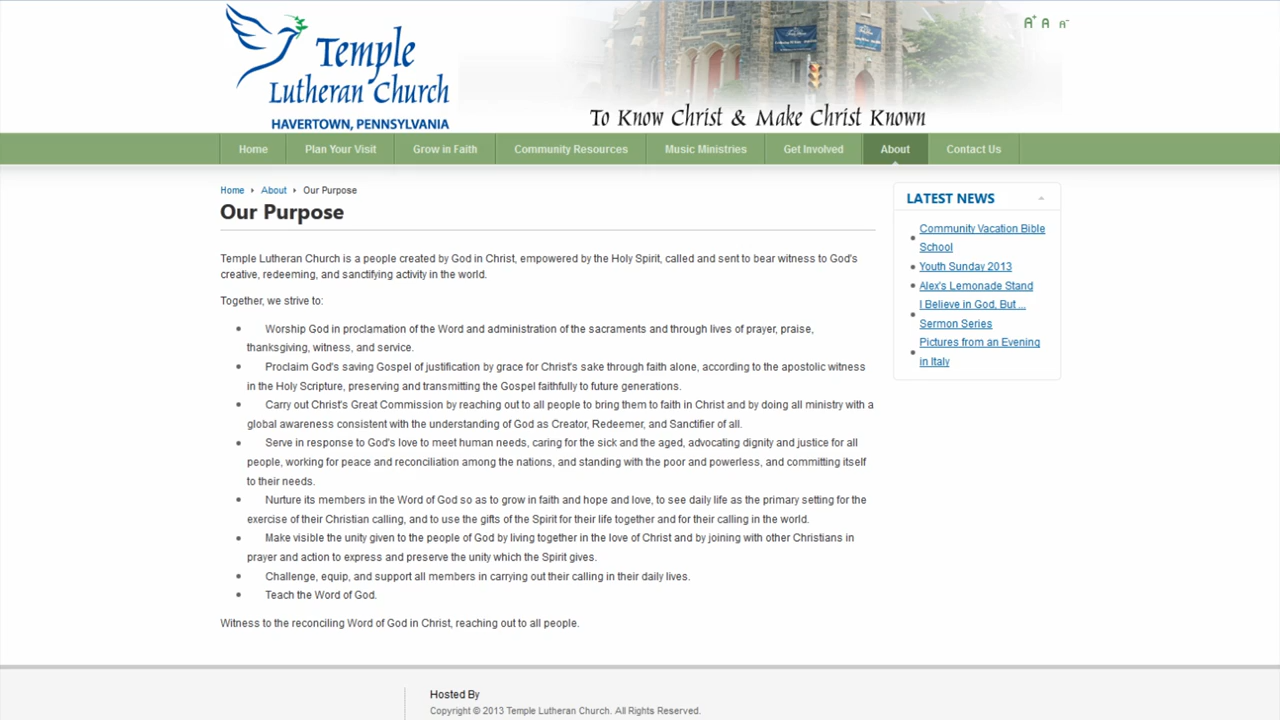 Temple
Lutheran Church
HAVERTOWN, PENNSYLVANIA
To Know Christ & Make Christ Known
A+ A A-
Home Plan Your Visit Grow in Faith Community Resources Music Ministries Get Involved About Contact Us
Home About Our Purpose
Our Purpose
Temple Lutheran Church is a people created by God in Christ, empowered by the Holy Spirit, called and sent to bear witness to God's
creative, redeeming, and sanctifying activity in the world.
Together, we strive to:
Worship God in proclamation of the Word and administration of the sacraments and through lives of prayer, praise,
thanksgiving, witness, and service.
Proclaim God's saving Gospel of justification by grace for Christ's sake through faith alone, according to the apostolic witness
in the Holy Scripture, preserving and transmitting the Gospel faithfully to future generations.
Carry out Christ's Great Commission by reaching out to all people to bring them to faith in Christ and by doing all ministry with a
global awareness consistent with the understanding of God as Creator, Redeemer, and Sanctifier of all.
Serve in response to God's love to meet human needs, caring for the sick and the aged, advocating dignity and justice for all
people, working for peace and reconciliation among the nations, and standing with the poor and powerless, and committing itself
to their needs.
Nurture its members in the Word of God so as to grow in faith and hope and love, to see daily life as the primary setting for the
exercise of their Christian calling, and to use the gifts of the Spirit for their life together and for their calling in the world.
Make visible the unity given to the people of God by living together in the love of Christ and by joining with other Christians in
prayer and action to express and preserve the unity which the Spirit gives.
Challenge, equip, and support all members in carrying out their calling in their daily lives.
Teach the Word of God.
Witness to the reconciling Word of God in Christ, reaching out to all people.
LATEST NEWS
Community Vacation Bible
School
Youth Sunday 2013
Alex's Lemonade Stand
I Believe in God, But ...
Sermon Series
Pictures from an Evening
in Italy
Hosted By
Copyright © 2013 Temple Lutheran Church. All Rights Reserved.